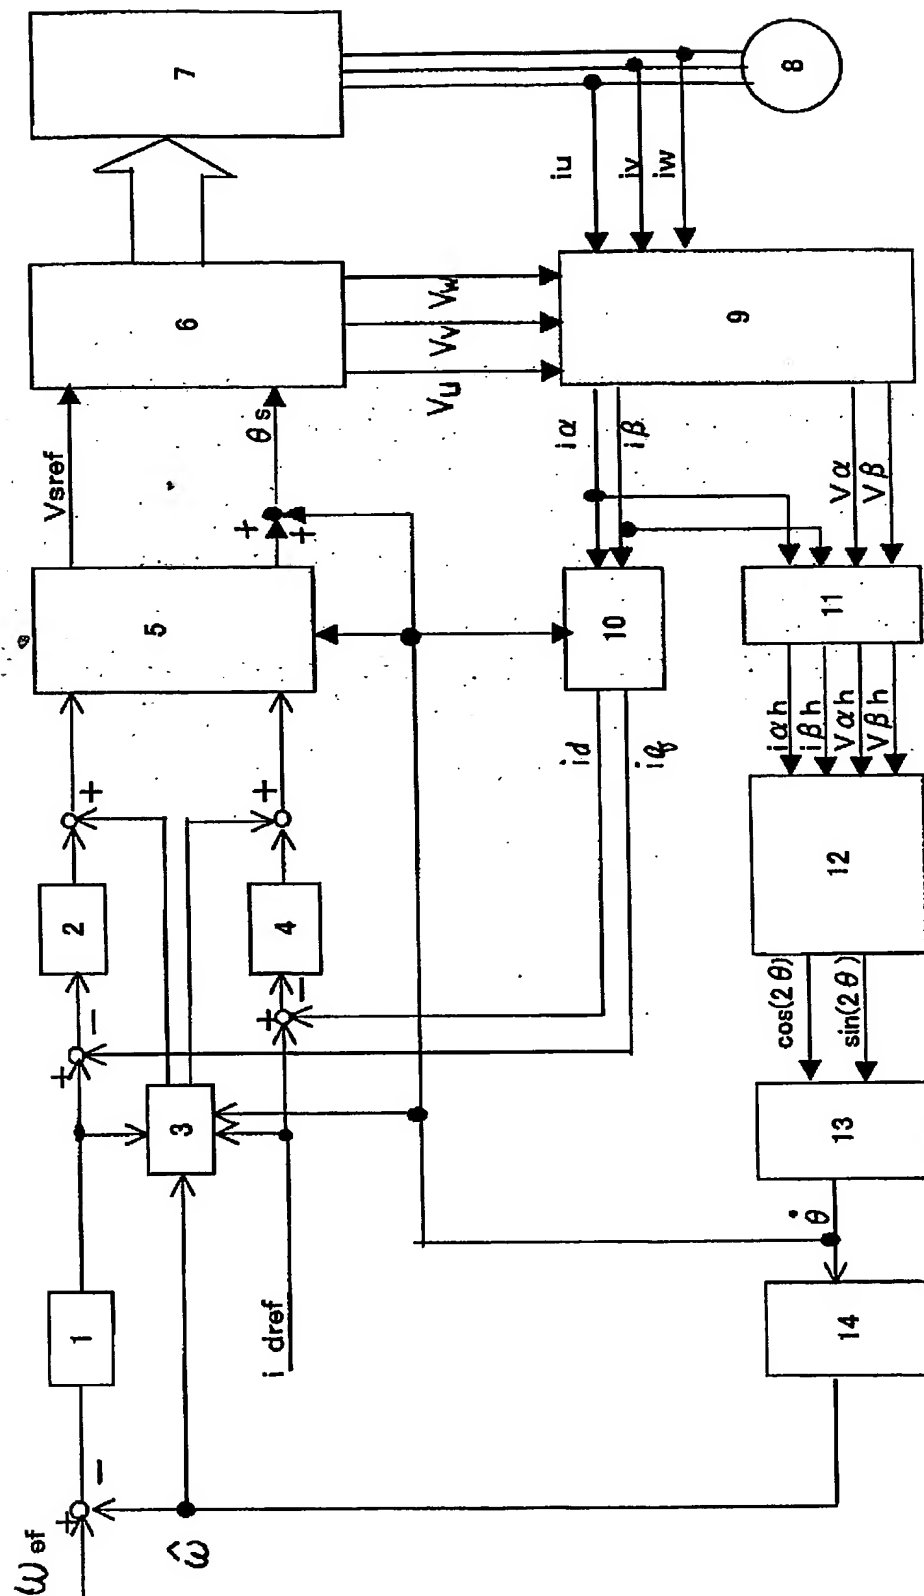 ω ef
+
−
1
ω̂
i dref
+
−
2
+
3
+
−
4
+
5
Vsref
+
+
θs
6
7
Vu
Vv
Vw
iu
iv
iw
8
9
iα
iβ
Vα
Vβ
10
id
iq
11
iαh
iβh
Vαh
Vβh
12
cos(2θ)
sin(2θ)
13
θ̇
14